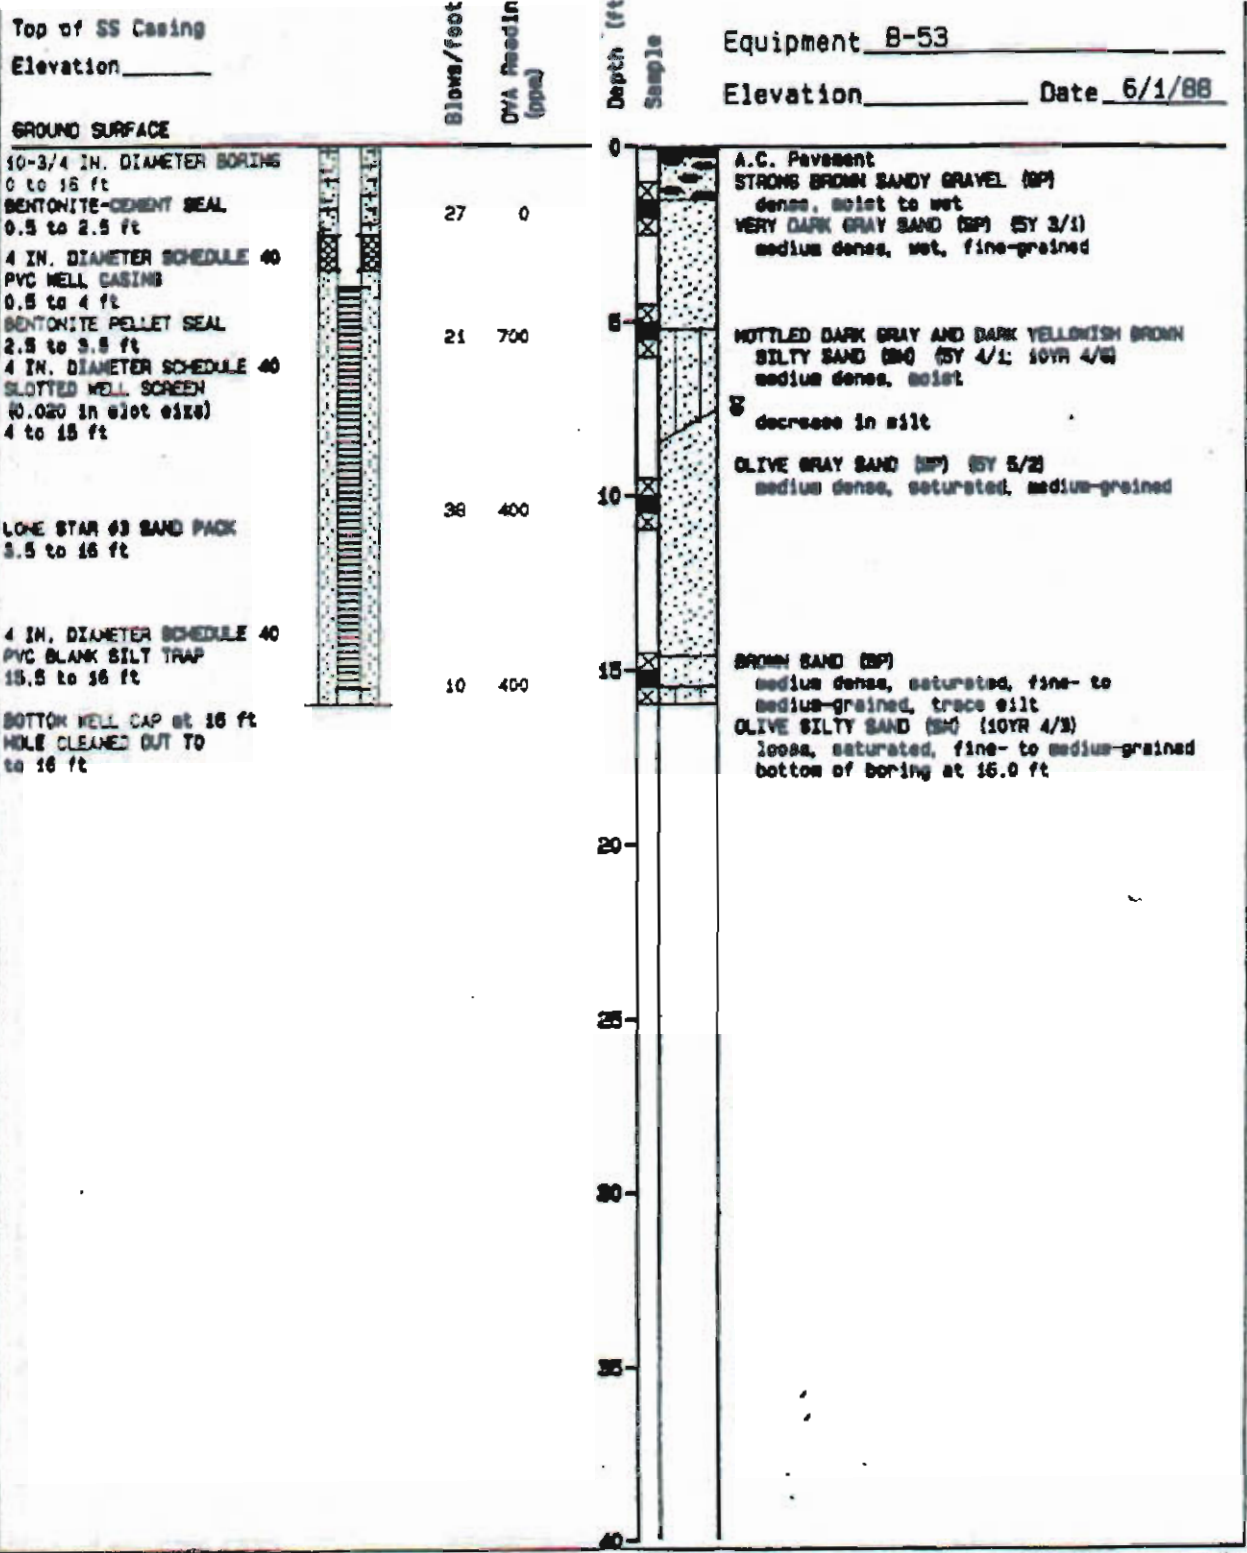 Top of SS Casing
Elevation
GROUND SURFACE
10-3/4 IN. DIAMETER BORING
0 to 16 ft
BENTONITE-CEMENT SEAL
0.5 to 2.5 ft
4 IN. DIAMETER SCHEDULE 40
PVC WELL CASING
0.5 to 4 ft
BENTONITE PELLET SEAL
2.5 to 3.5 ft
4 IN. DIAMETER SCHEDULE 40
SLOTTED WELL SCREEN
(0.020 in slot size)
4 to 15 ft
LONE STAR #3 SAND PACK
3.5 to 16 ft
4 IN. DIAMETER SCHEDULE 40
PVC BLANK SILT TRAP
15.5 to 16 ft
BOTTOM WELL CAP at 16 ft
HOLE CLEANED OUT TO
to 16 ft
Blows/foot
OVA Readin
(ppm)
27 0
21 700
38 400
10 400
Depth (ft
Sample
0
5
10
15
20
25
30
35
40
Equipment B-53
Elevation Date 6/1/88
A.C. Pavement
STRONG BROWN SANDY GRAVEL (GP)
dense, moist to wet
VERY DARK GRAY SAND (SP) (5Y 3/1)
medium dense, wet, fine-grained
MOTTLED DARK GRAY AND DARK YELLOWISH BROWN
SILTY SAND (SM) (5Y 4/1; 10YR 4/6)
medium dense, moist
decrease in silt
OLIVE GRAY SAND (SP) (5Y 5/2)
medium dense, saturated, medium-grained
BROWN SAND (SP)
medium dense, saturated, fine- to
medium-grained, trace silt
OLIVE SILTY SAND (SM) (10YR 4/3)
loose, saturated, fine- to medium-grained
bottom of boring at 16.0 ft